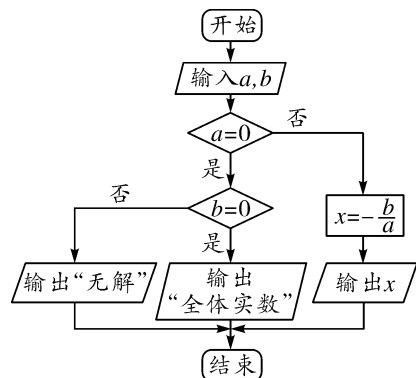 开始
输入a,b
a=0
否
是
否
b=0
x=-b/a
是
输出“无解”
输出
“全体实数”
输出x
结束